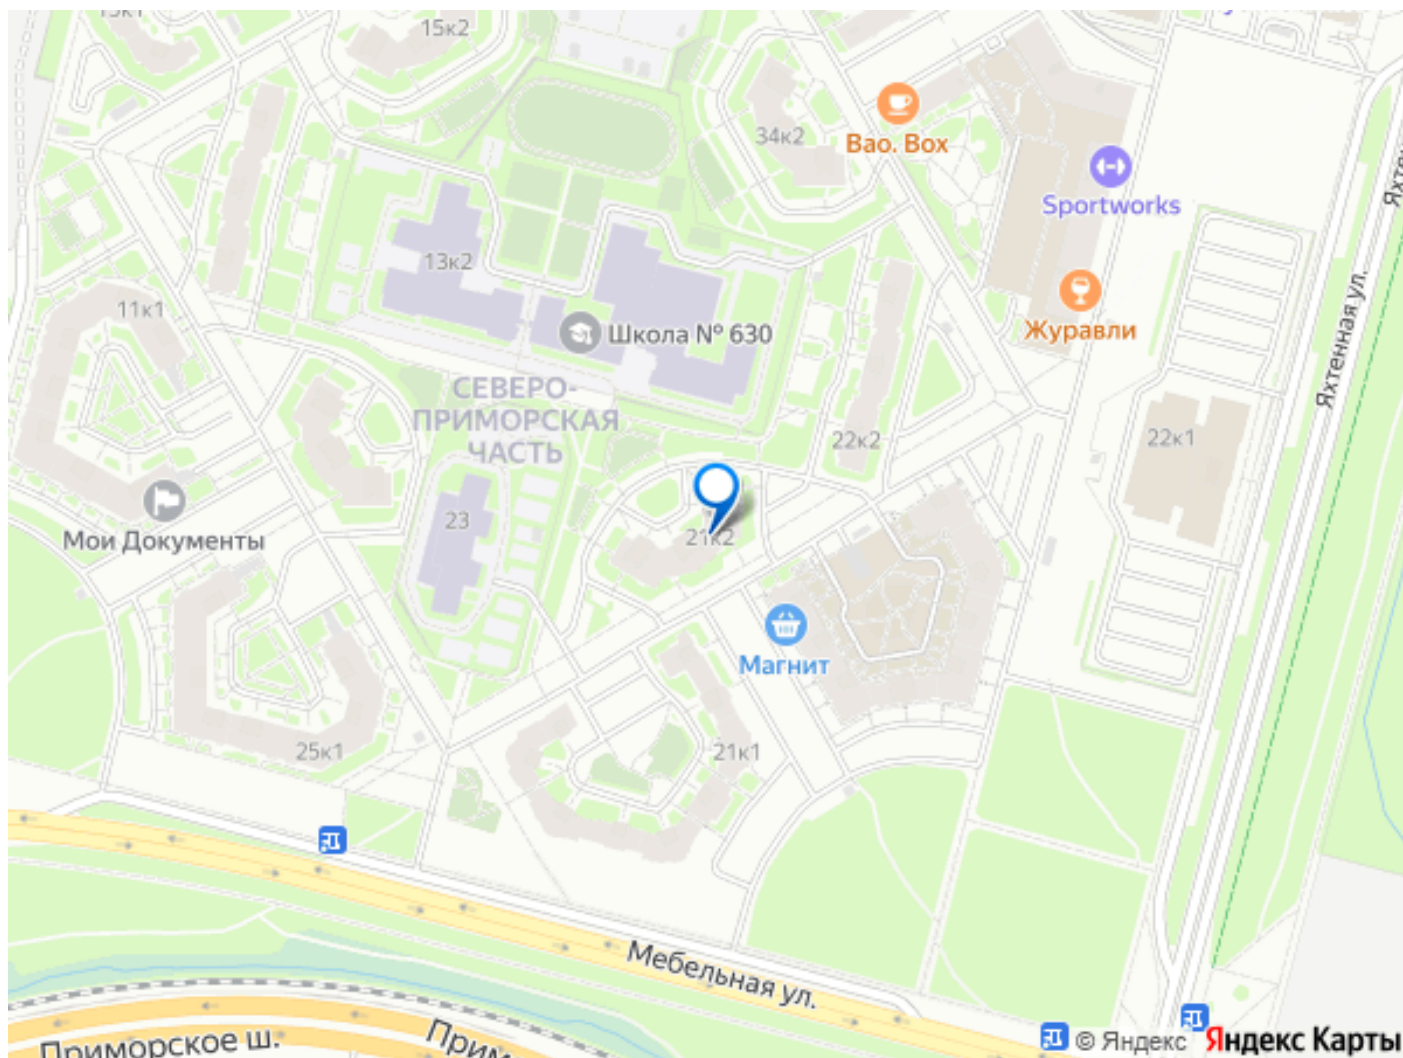 15к2
34к2
Bao. Box
Sportworks
13к2
11к1
Школа № 630
Журавли
Яхтенная ул.
СЕВЕРО-
ПРИМОРСКАЯ
ЧАСТЬ
22к2
22к1
Мои Документы
23
21к2
Магнит
25к1
21к1
Мебельная ул.
Приморское ш.
© Яндекс Яндекс Карты